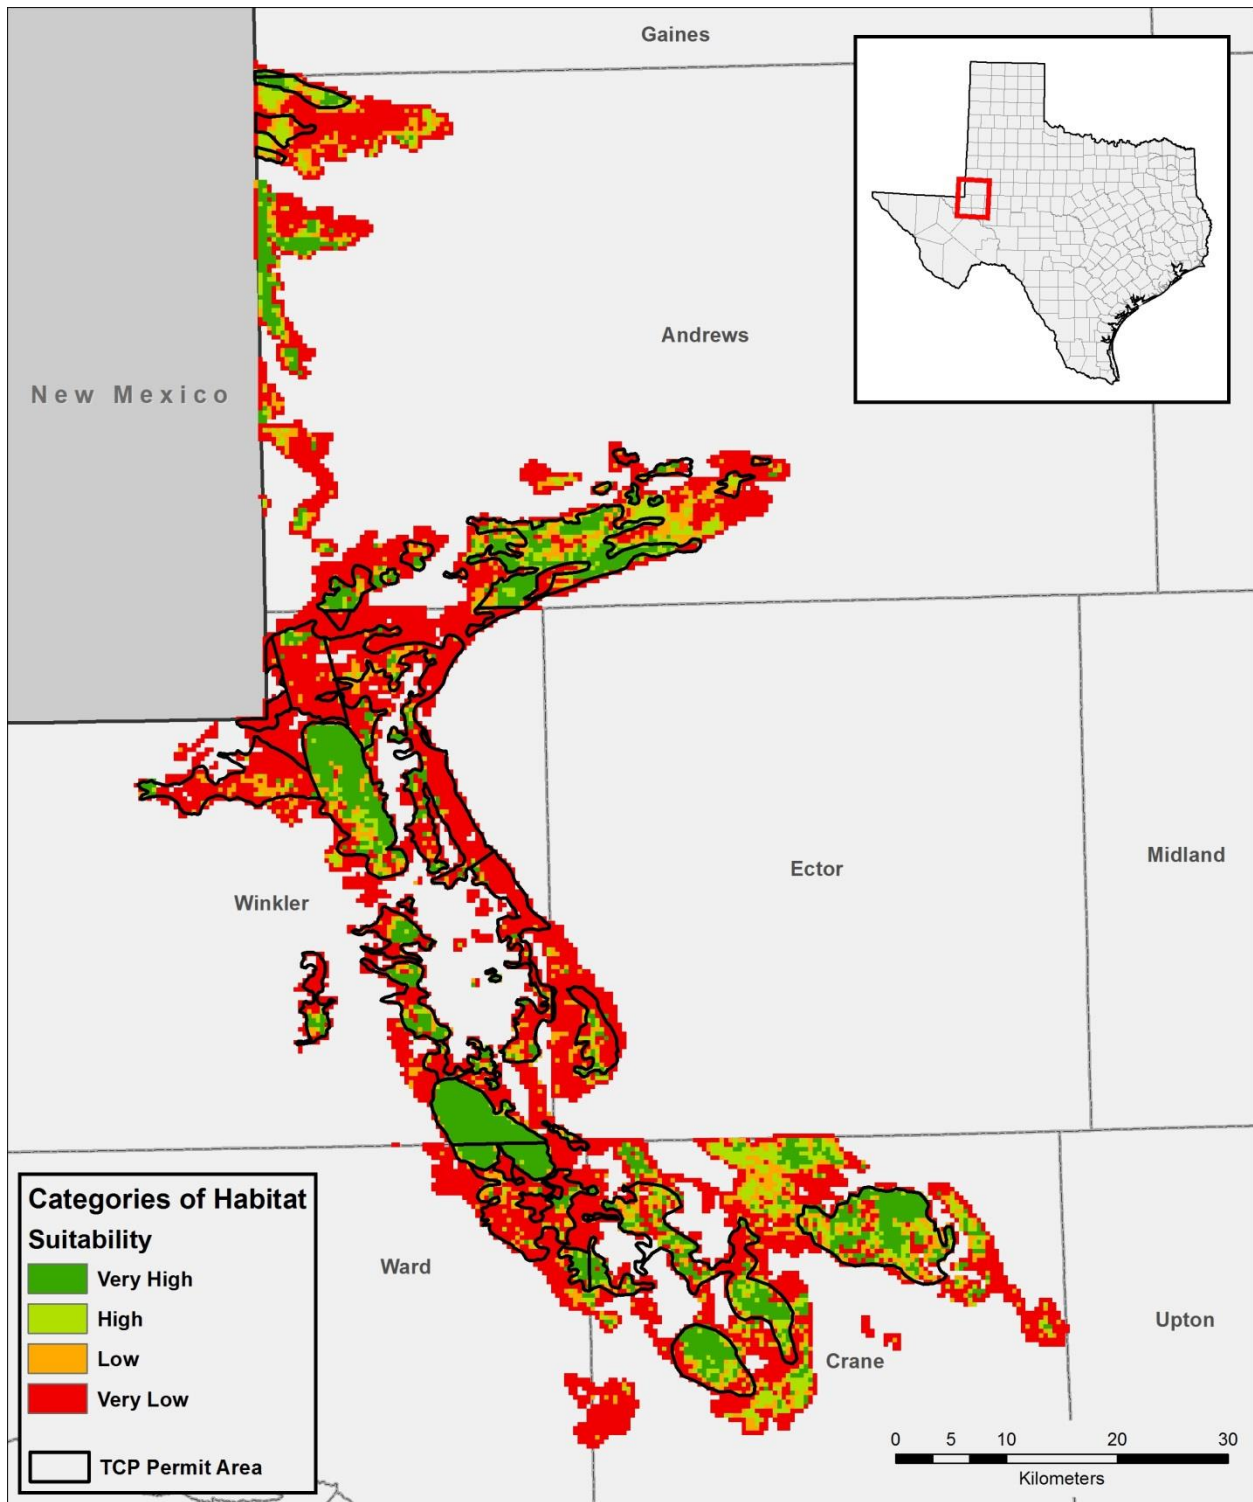 Gaines
Andrews
New Mexico
Ector
Midland
Winkler
Ward
Upton
Crane
Categories of Habitat
Suitability
Very High
High
Low
Very Low
TCP Permit Area
0 5 10 20 30
Kilometers